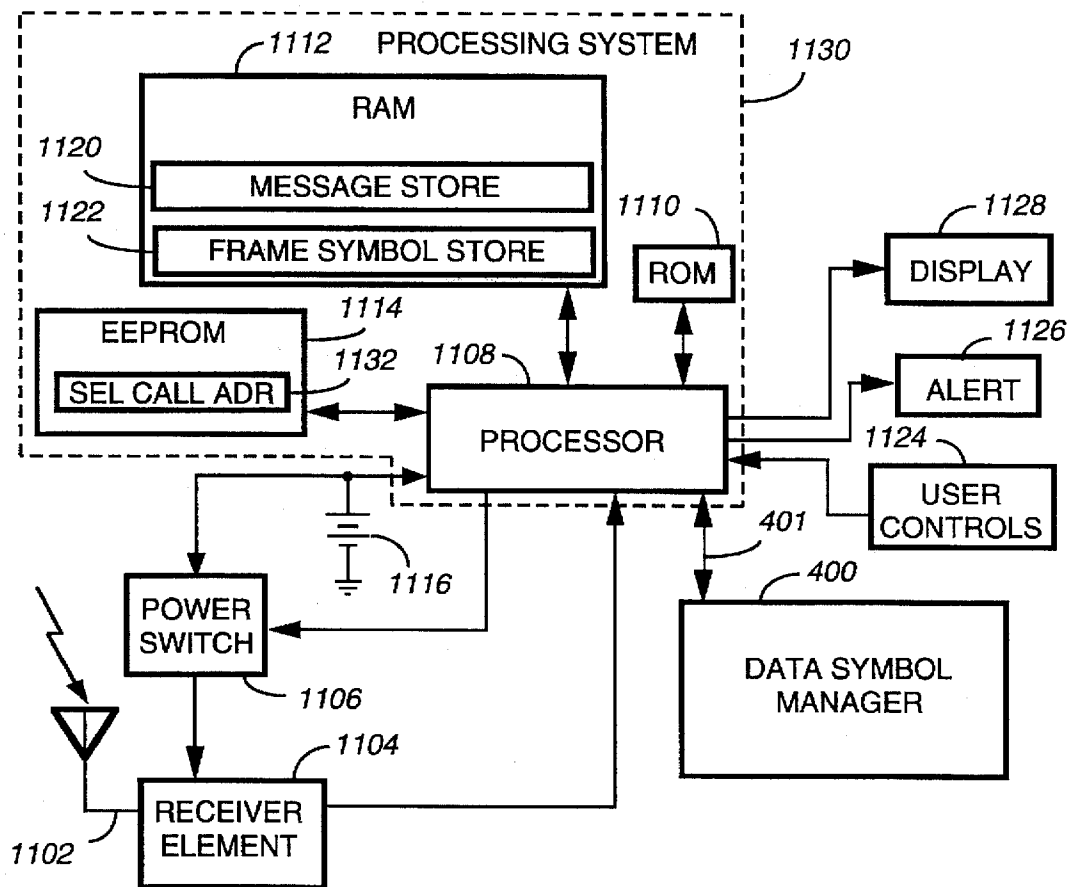 1112
PROCESSING SYSTEM
1130
RAM
1120
MESSAGE STORE
1122
FRAME SYMBOL STORE
1110
ROM
1128
DISPLAY
EEPROM
1114
1132
SEL CALL ADR
1108
PROCESSOR
1126
ALERT
1124
USER
CONTROLS
401
1116
400
POWER
SWITCH
1106
DATA SYMBOL
MANAGER
1104
RECEIVER
ELEMENT
1102